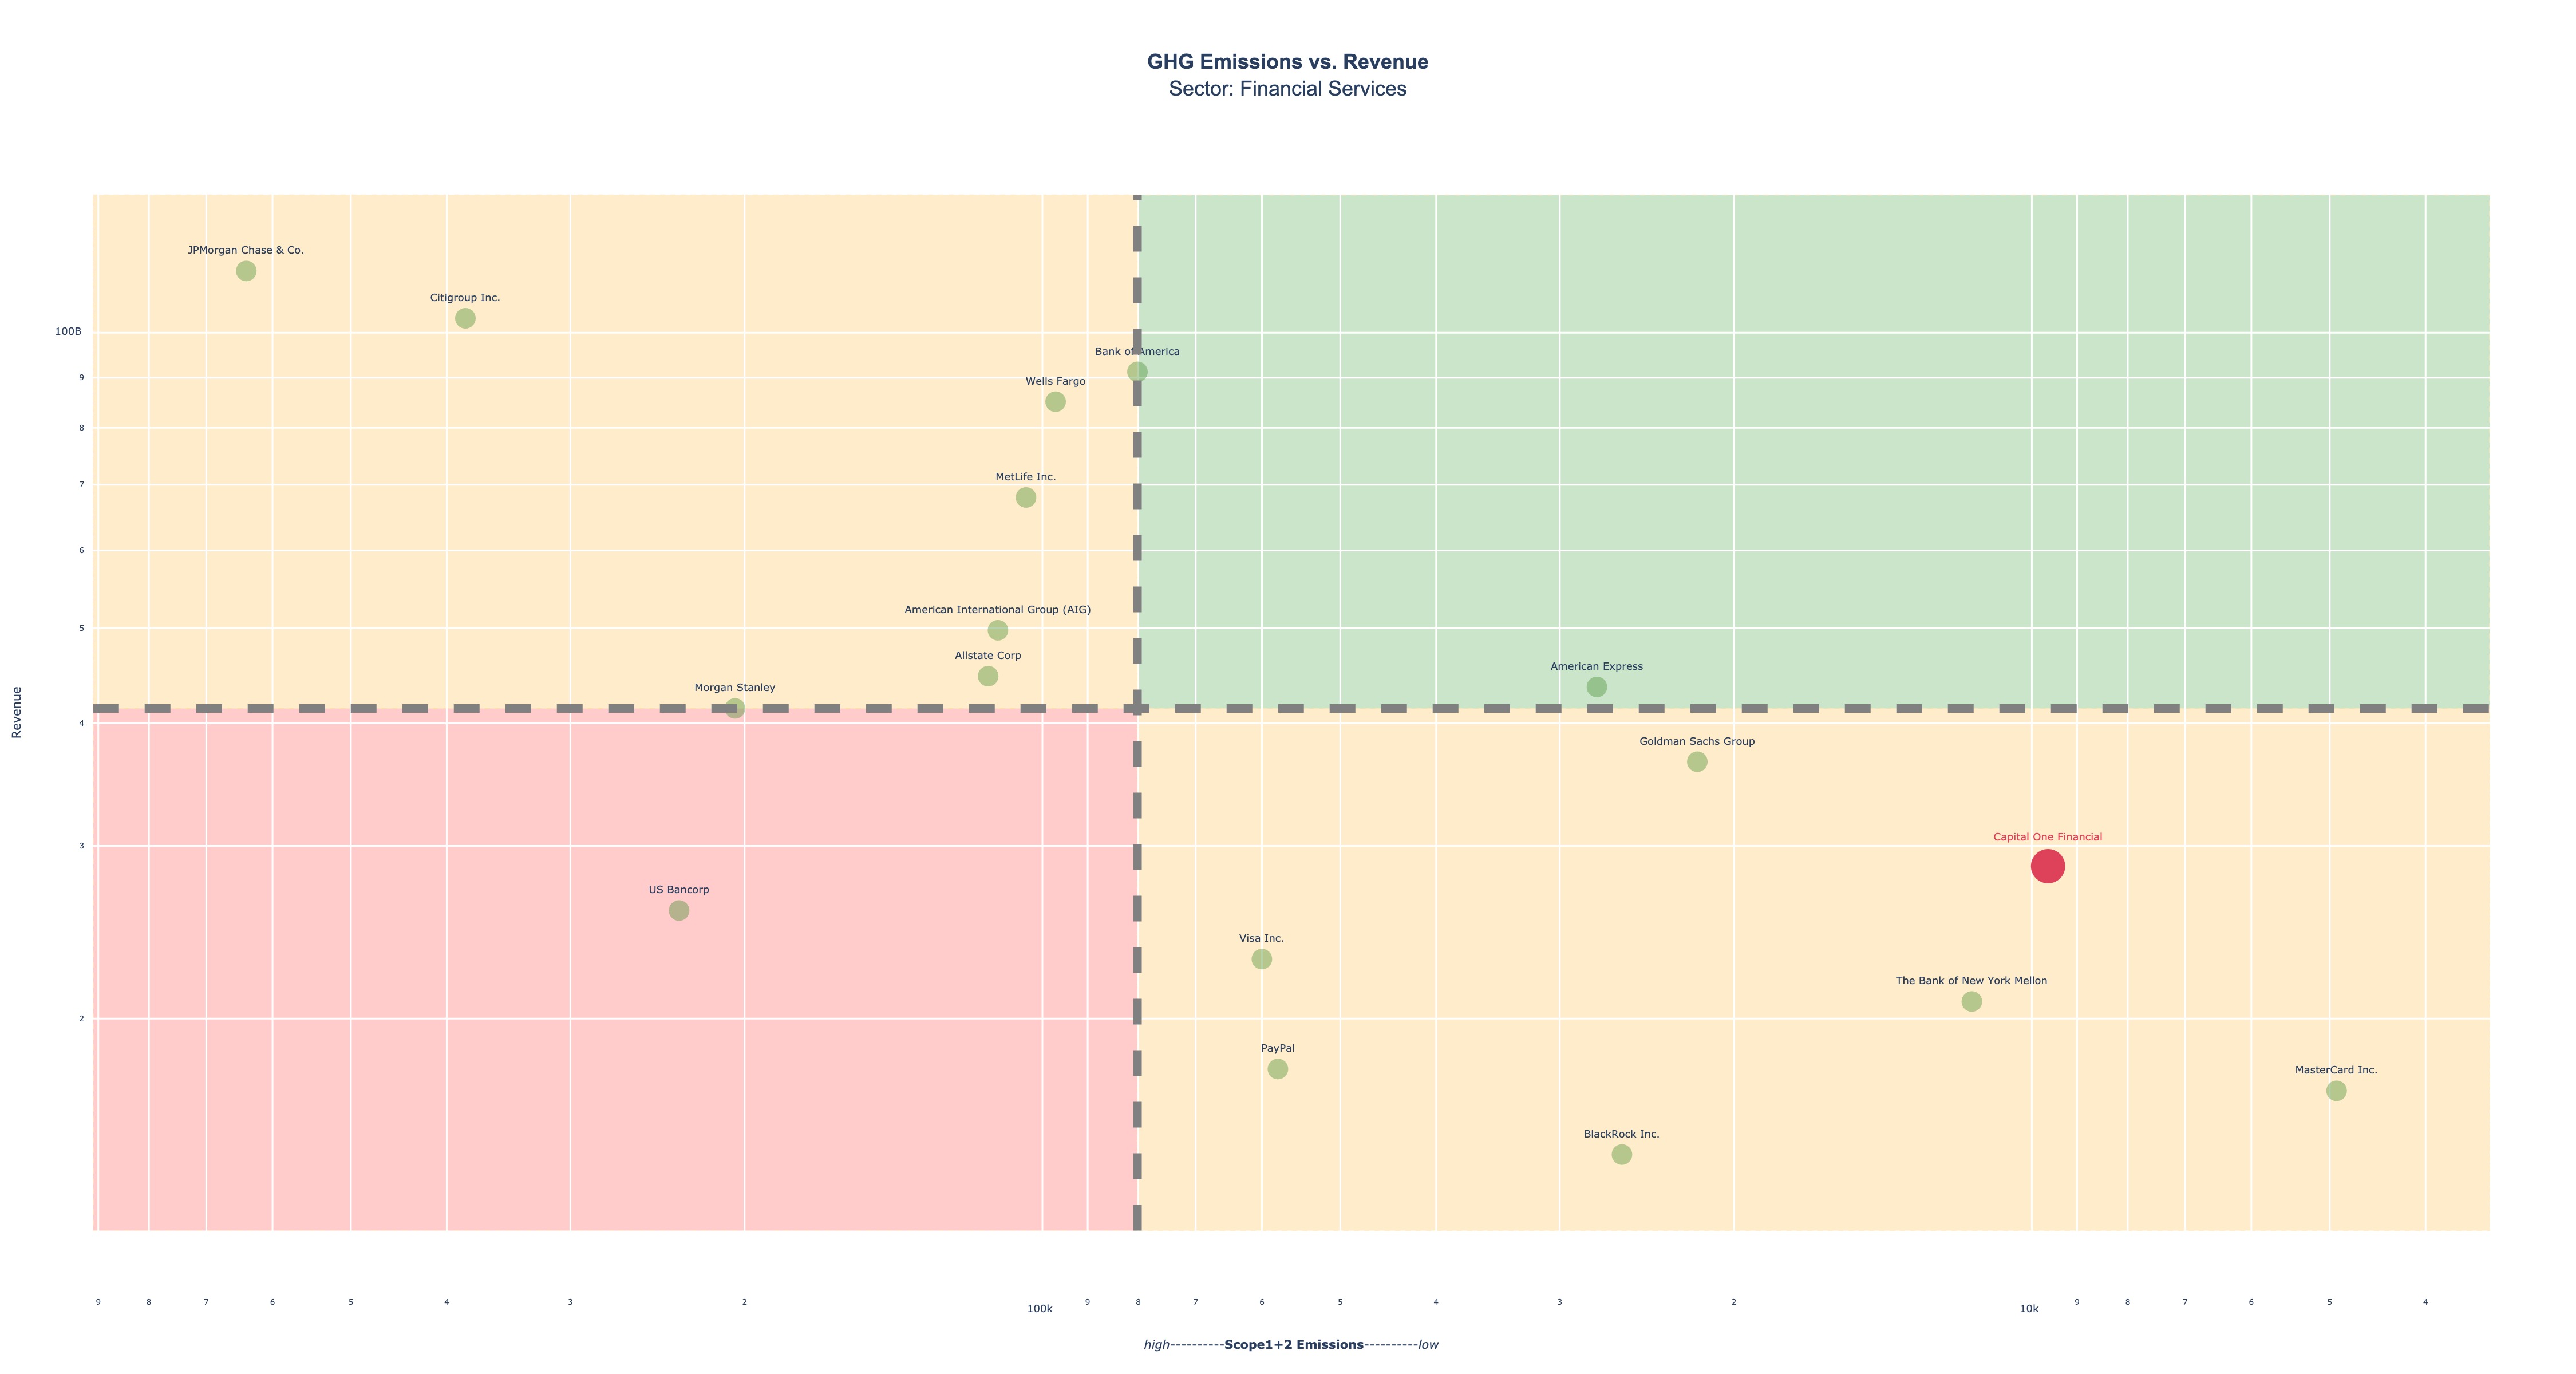 GHG Emissions vs. Revenue
Sector: Financial Services
JPMorgan Chase & Co.
Citigroup Inc.
100B
Bank of America
9
Wells Fargo
8
MetLife Inc.
7
6
American International Group (AIG)
5
Allstate Corp
American Express
Morgan Stanley
Revenue
4
Goldman Sachs Group
Capital One Financial
3
US Bancorp
Visa Inc.
The Bank of New York Mellon
2
PayPal
MasterCard Inc.
BlackRock Inc.
9 8 7 6 5 4 3 2 100k 9 8 7 6 5 4 3 2 10k 9 8 7 6 5 4
high----------Scope1+2 Emissions----------low